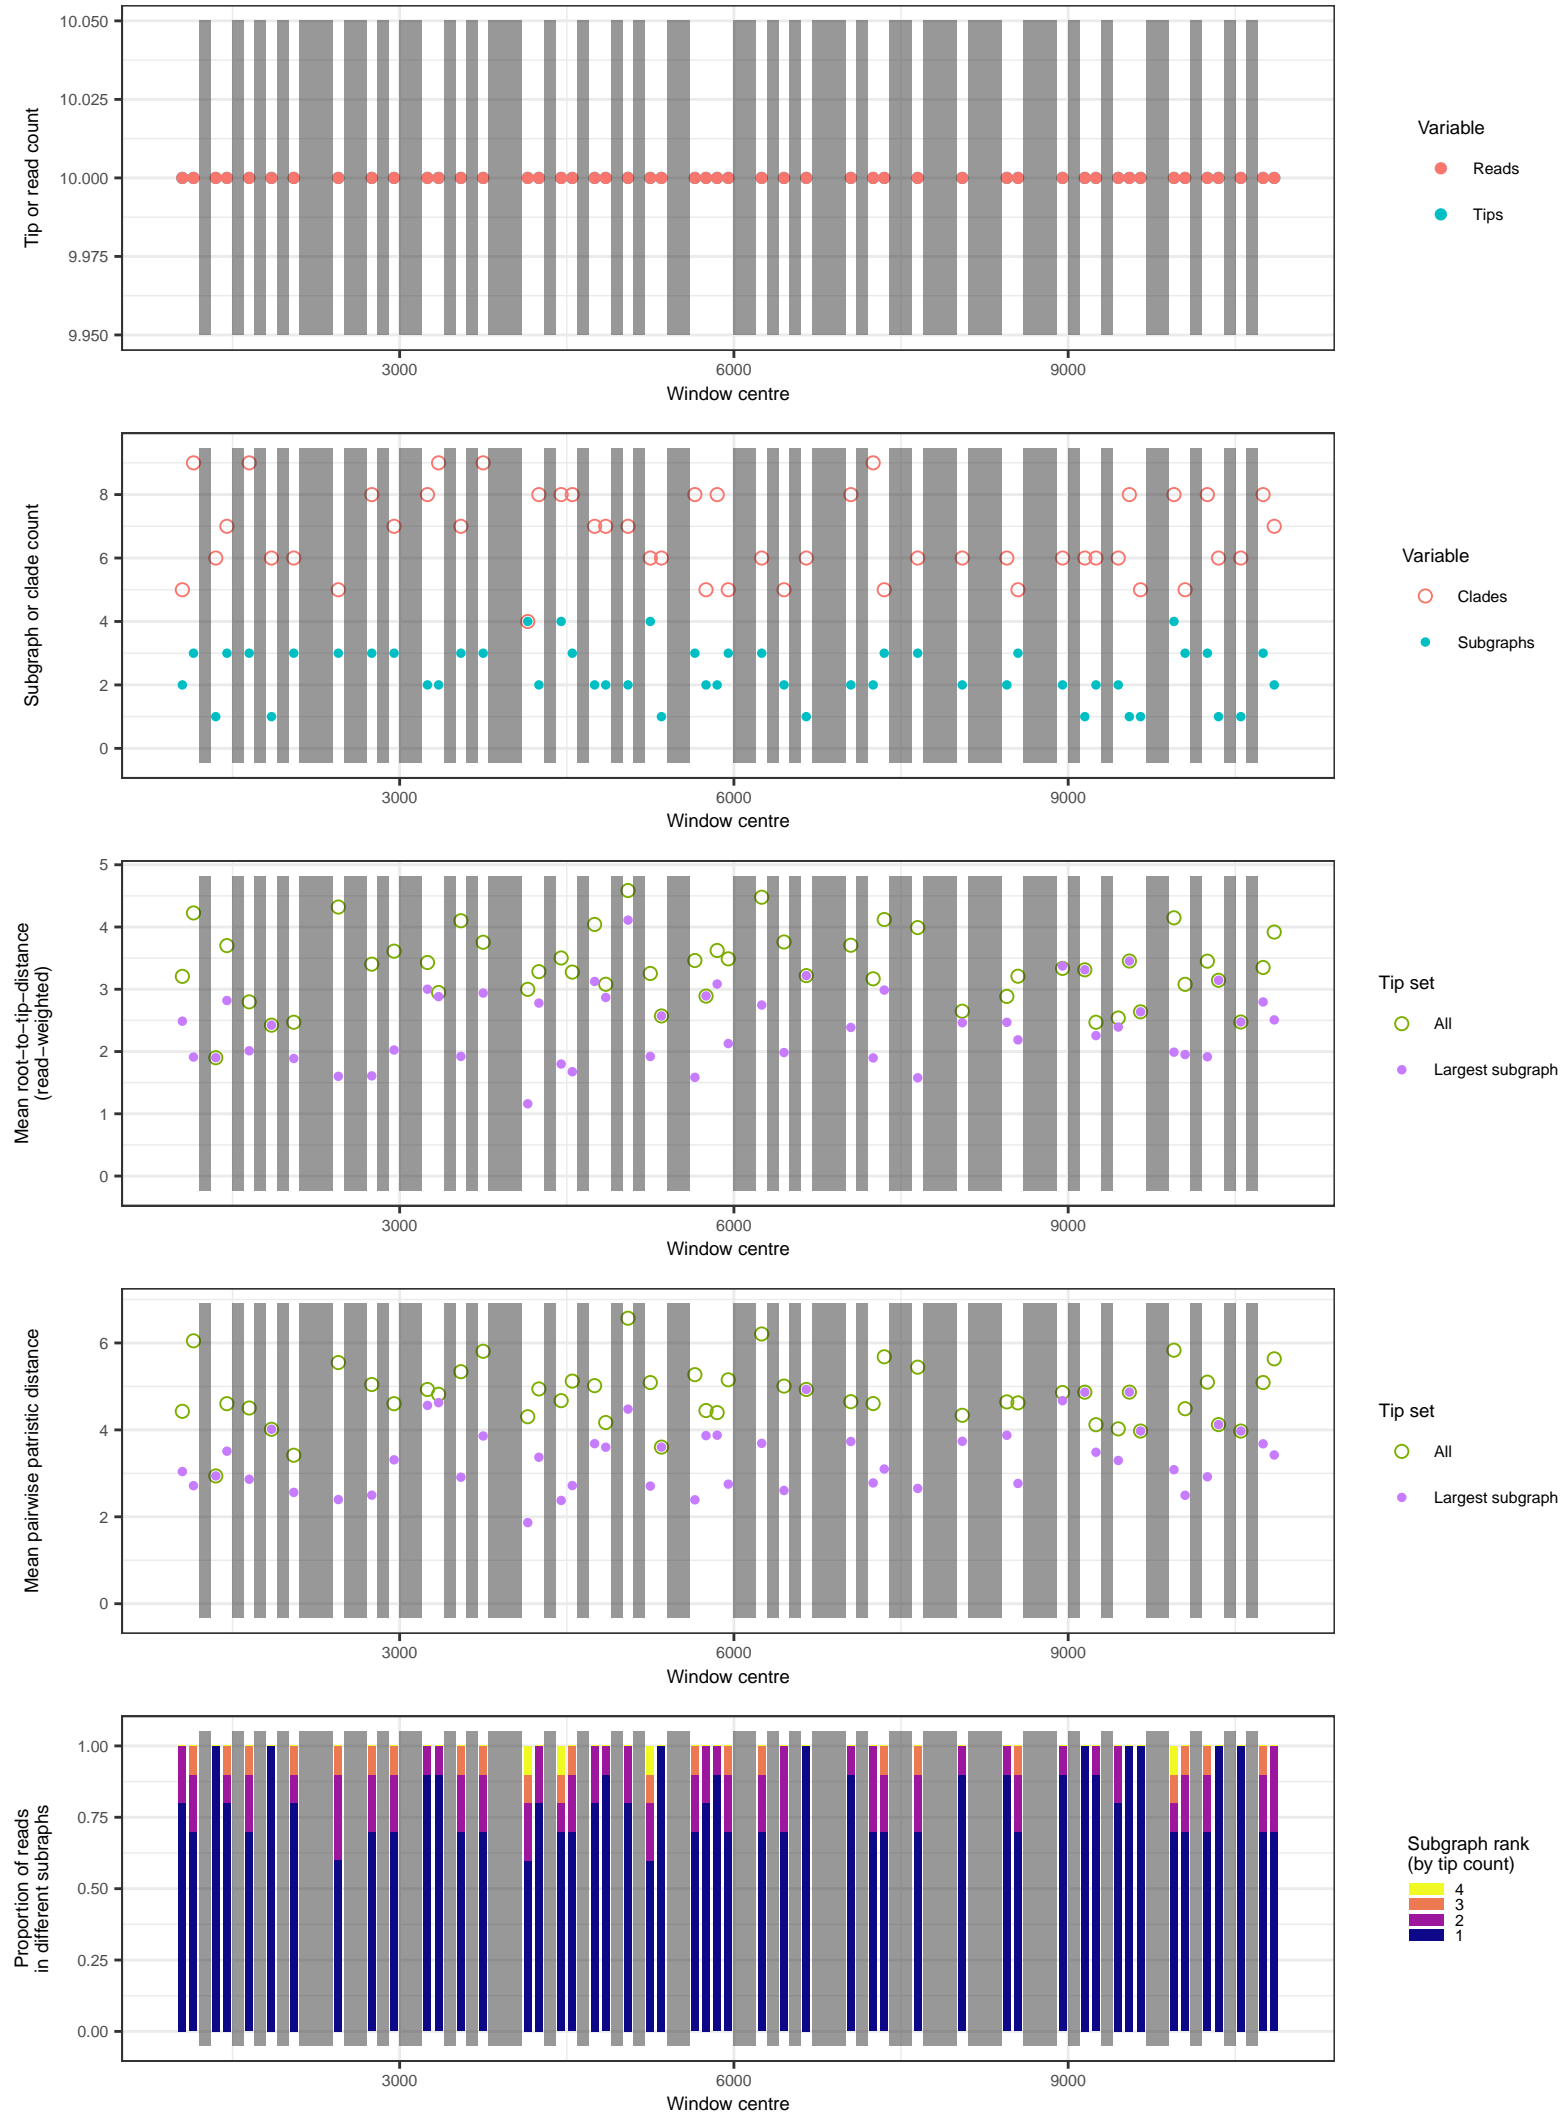 10.050
10.025
10.000
9.975
9.950
Tip or read count
3000 6000 9000
Window centre
Variable
Reads
Tips
8
6
4
2
0
Subgraph or clade count
3000 6000 9000
Window centre
Variable
Clades
Subgraphs
5
4
3
2
1
0
Mean root-to-tip-distance
(read-weighted)
3000 6000 9000
Window centre
Tip set
All
Largest subgraph
6
4
2
0
Mean pairwise patristic distance
3000 6000 9000
Window centre
Tip set
All
Largest subgraph
1.00
0.75
0.50
0.25
0.00
Proportion of reads
in different subraphs
3000 6000 9000
Window centre
Subgraph rank
(by tip count)
4
3
2
1